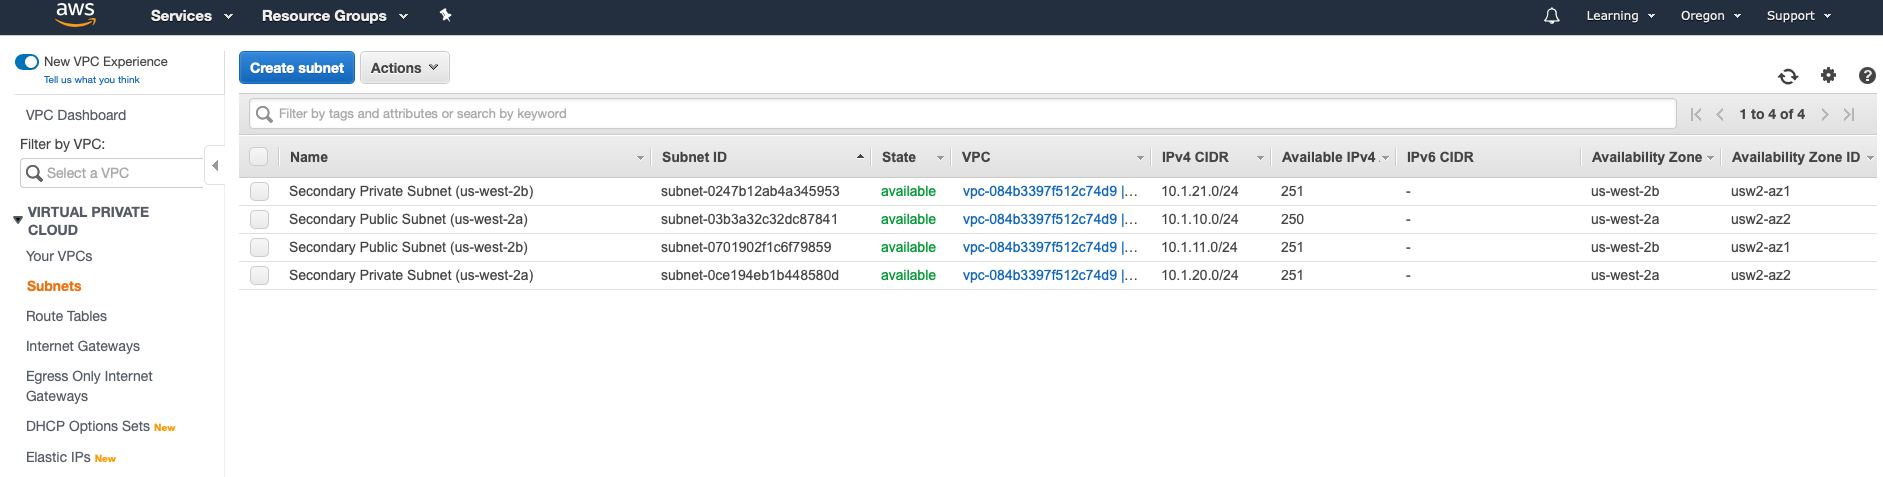 aws Services Resource Groups Learning Oregon Support
New VPC Experience
Tell us what you think
Create subnet Actions
VPC Dashboard
Filter by VPC:
Select a VPC
VIRTUAL PRIVATE
CLOUD
Your VPCs
Subnets
Route Tables
Internet Gateways
Egress Only Internet
Gateways
DHCP Options Sets New
Elastic IPs New
Filter by tags and attributes or search by keyword 1 to 4 of 4
Name Subnet ID State VPC IPv4 CIDR Available IPv4 IPv6 CIDR Availability Zone Availability Zone ID
Secondary Private Subnet (us-west-2b) subnet-0247b12ab4a345953 available vpc-084b3397f512c74d9 |... 10.1.21.0/24 251 - us-west-2b usw2-az1
Secondary Public Subnet (us-west-2a) subnet-03b3a32c32dc87841 available vpc-084b3397f512c74d9 |... 10.1.10.0/24 250 - us-west-2a usw2-az2
Secondary Public Subnet (us-west-2b) subnet-0701902f1c6f79859 available vpc-084b3397f512c74d9 |... 10.1.11.0/24 251 - us-west-2b usw2-az1
Secondary Private Subnet (us-west-2a) subnet-0ce194eb1b448580d available vpc-084b3397f512c74d9 |... 10.1.20.0/24 251 - us-west-2a usw2-az2